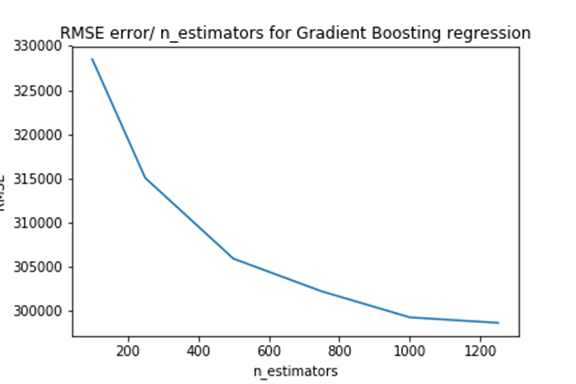 RMSE error/ n_estimators for Gradient Boosting regression
330000
325000
320000
315000
310000
305000
300000
RMSE
200 400 600 800 1000 1200
n_estimators